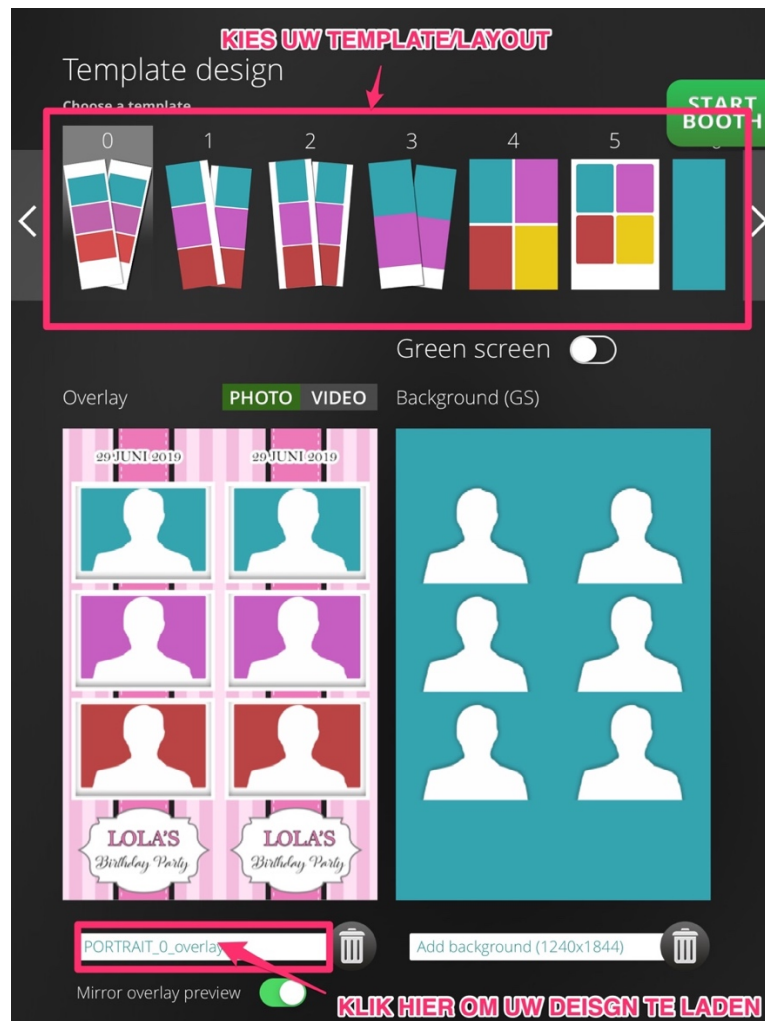 KIES UW TEMPLATE/LAYOUT
Template design
Choose a template
START
BOOTH
0 1 2 3 4 5
Green screen
Overlay PHOTO VIDEO Background (GS)
29 JUNI 2019 29 JUNI 2019
LOLA'S LOLA'S
Birthday Party Birthday Party
PORTRAIT_0_overlay Add background (1240x1844)
Mirror overlay preview
KLIK HIER OM UW DEISGN TE LADEN